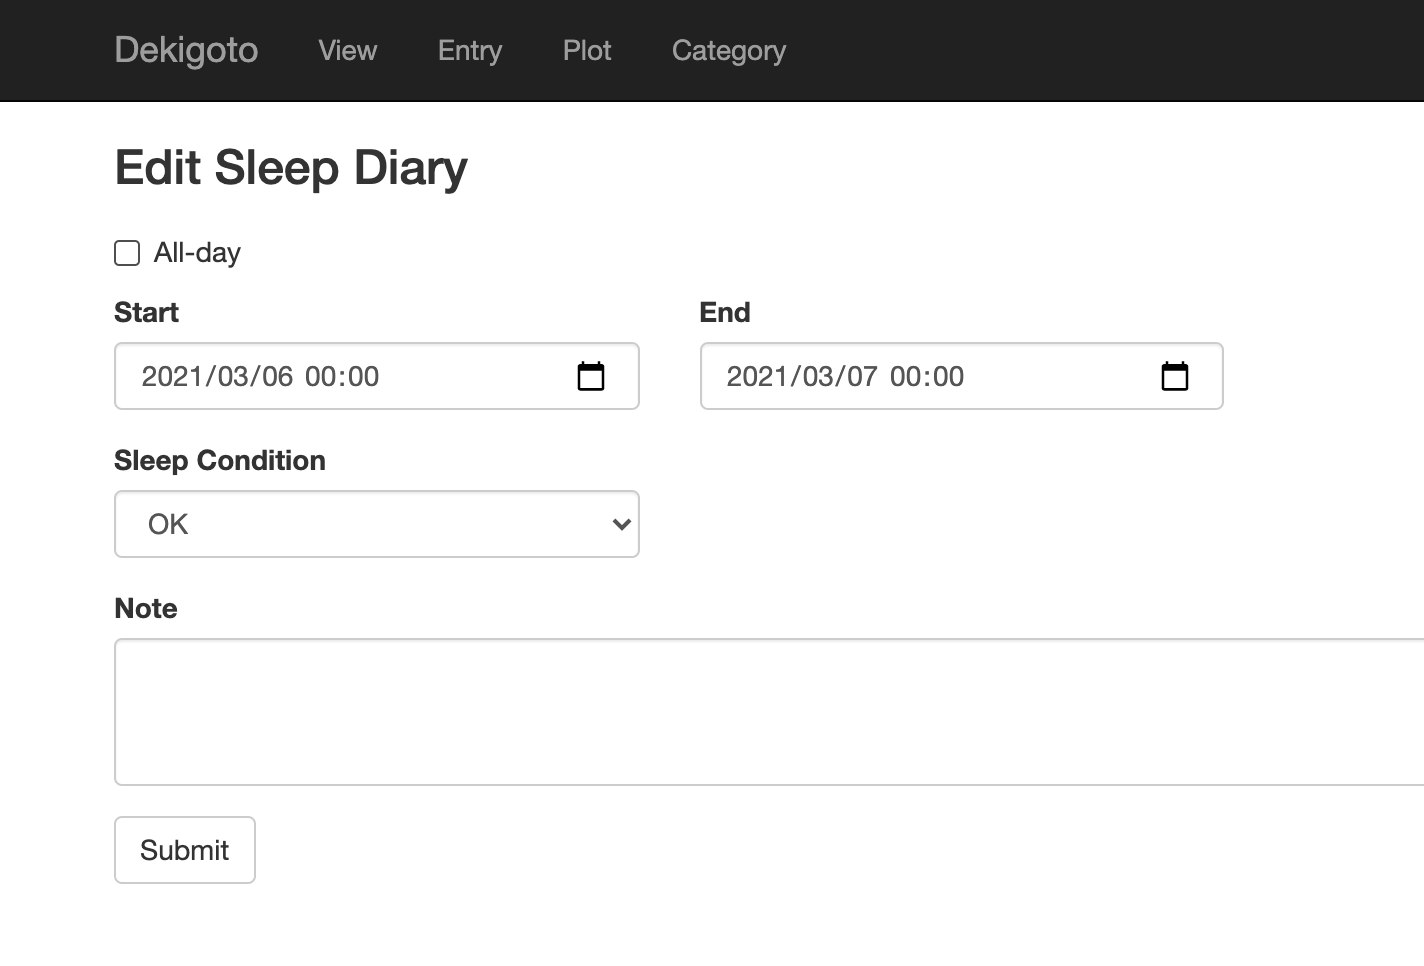 Dekigoto View Entry Plot Category
Edit Sleep Diary
All-day
Start End
2021/03/06 00:00 2021/03/07 00:00
Sleep Condition
OK
Note
Submit